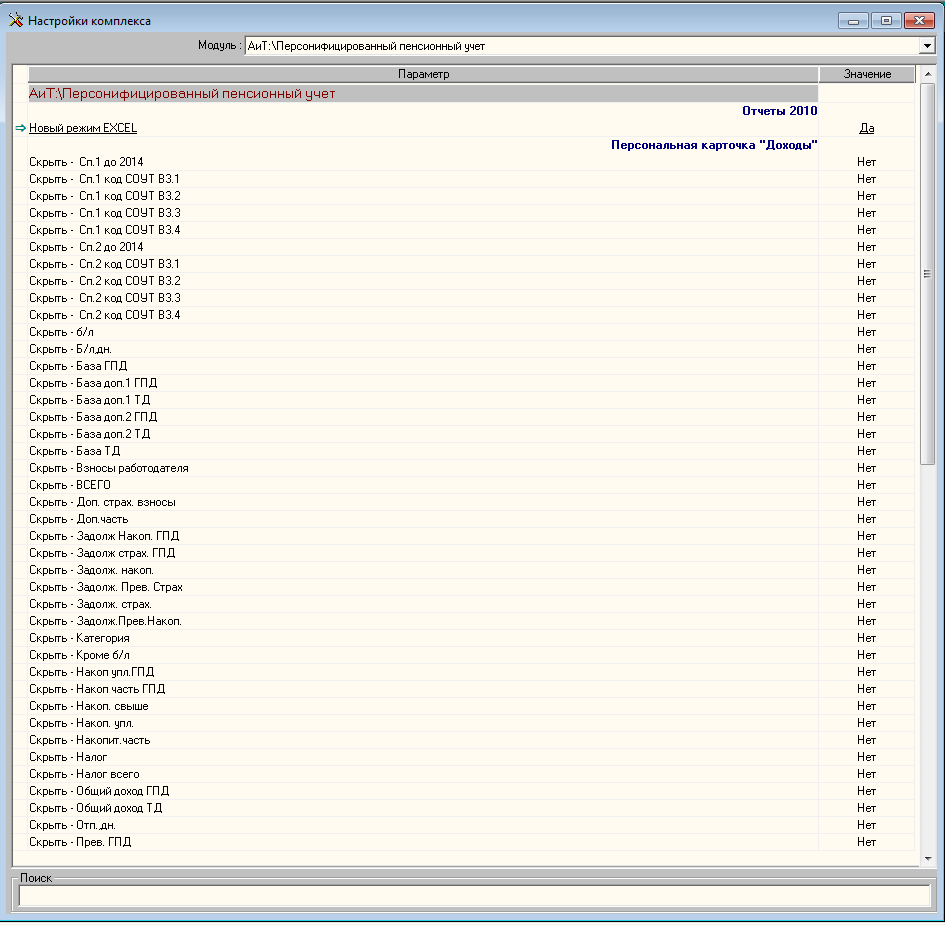 Настройки комплекса
Модуль : АиТ:\Персонифицированный пенсионный учет
Параметр Значение
АиТ:\Персонифицированный пенсионный учет
Отчеты 2010
Новый режим EXCEL Да
Персональная карточка "Доходы"
Скрыть - Сп.1 до 2014 Нет
Скрыть - Сп.1 код СОУТ В3.1 Нет
Скрыть - Сп.1 код СОУТ В3.2 Нет
Скрыть - Сп.1 код СОУТ В3.3 Нет
Скрыть - Сп.1 код СОУТ В3.4 Нет
Скрыть - Сп.2 до 2014 Нет
Скрыть - Сп.2 код СОУТ В3.1 Нет
Скрыть - Сп.2 код СОУТ В3.2 Нет
Скрыть - Сп.2 код СОУТ В3.3 Нет
Скрыть - Сп.2 код СОУТ В3.4 Нет
Скрыть - б/л Нет
Скрыть - Б/л,дн. Нет
Скрыть - База ГПД Нет
Скрыть - База доп.1 ГПД Нет
Скрыть - База доп.1 ТД Нет
Скрыть - База доп.2 ГПД Нет
Скрыть - База доп.2 ТД Нет
Скрыть - База ТД Нет
Скрыть - Взносы работодателя Нет
Скрыть - ВСЕГО Нет
Скрыть - Доп. страх. взносы Нет
Скрыть - Доп.часть Нет
Скрыть - Задолж Накоп. ГПД Нет
Скрыть - Задолж страх. ГПД Нет
Скрыть - Задолж. накоп. Нет
Скрыть - Задолж. Прев. Страх Нет
Скрыть - Задолж. страх. Нет
Скрыть - Задолж.Прев.Накоп. Нет
Скрыть - Категория Нет
Скрыть - Кроме б/л Нет
Скрыть - Накоп упл.ГПД Нет
Скрыть - Накоп часть ГПД Нет
Скрыть - Накоп. свыше Нет
Скрыть - Накоп. упл. Нет
Скрыть - Накопит.часть Нет
Скрыть - Налог Нет
Скрыть - Налог всего Нет
Скрыть - Общий доход ГПД Нет
Скрыть - Общий доход ТД Нет
Скрыть - Отп.,дн. Нет
Скрыть - Прев. ГПД Нет
Поиск